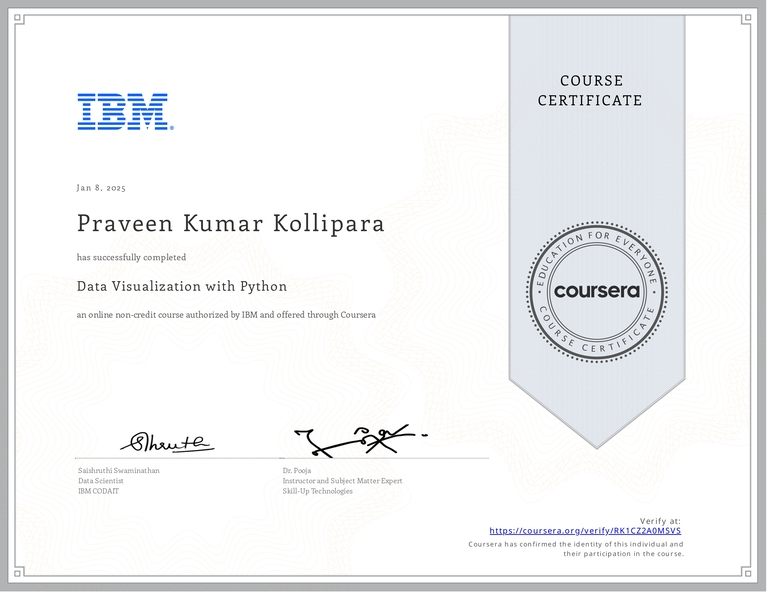 COURSE
CERTIFICATE
IBM®
Jan 8, 2025
Praveen Kumar Kollipara
has successfully completed
Data Visualization with Python
an online non-credit course authorized by IBM and offered through Coursera
EDUCATION FOR EVERYONE
coursera
COURSE CERTIFICATE
Saishruthi Swaminathan
Data Scientist
IBM CODAIT
Dr. Pooja
Instructor and Subject Matter Expert
Skill-Up Technologies
Verify at:
https://coursera.org/verify/RK1CZ2A0MSVS
Coursera has confirmed the identity of this individual and
their participation in the course.